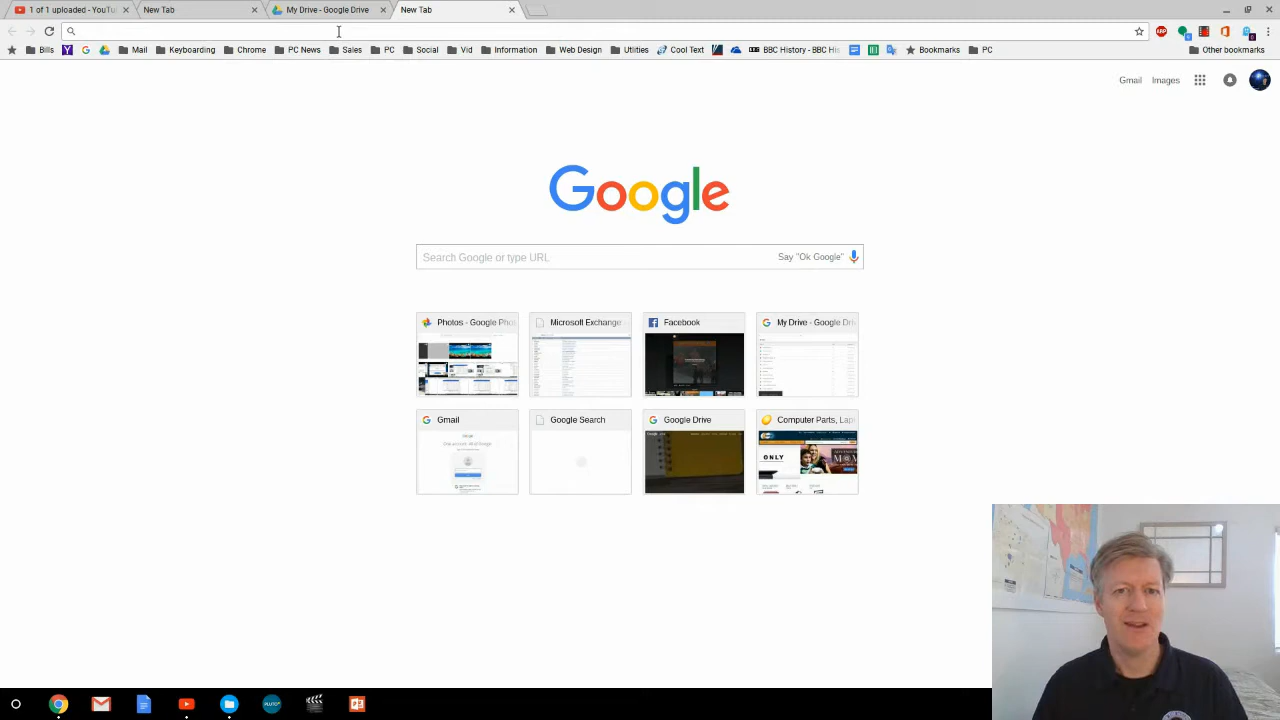 1 of 1 uploaded - YouTu
New Tab
My Drive - Google Drive
New Tab
Bills
Mail
Keyboarding
Chrome
PC News
Sales
PC
Social
Vid
Information
Web Design
Utilities
Cool Text
BBC History - BBC His
Bookmarks
PC
Other bookmarks
Gmail
Images
Google
Search Google or type URL
Say "Ok Google"
Photos - Google Pho
Microsoft Exchange
Facebook
My Drive - Google Dri
Gmail
Google Search
Google Drive
Computer Parts, Lap
ONLY